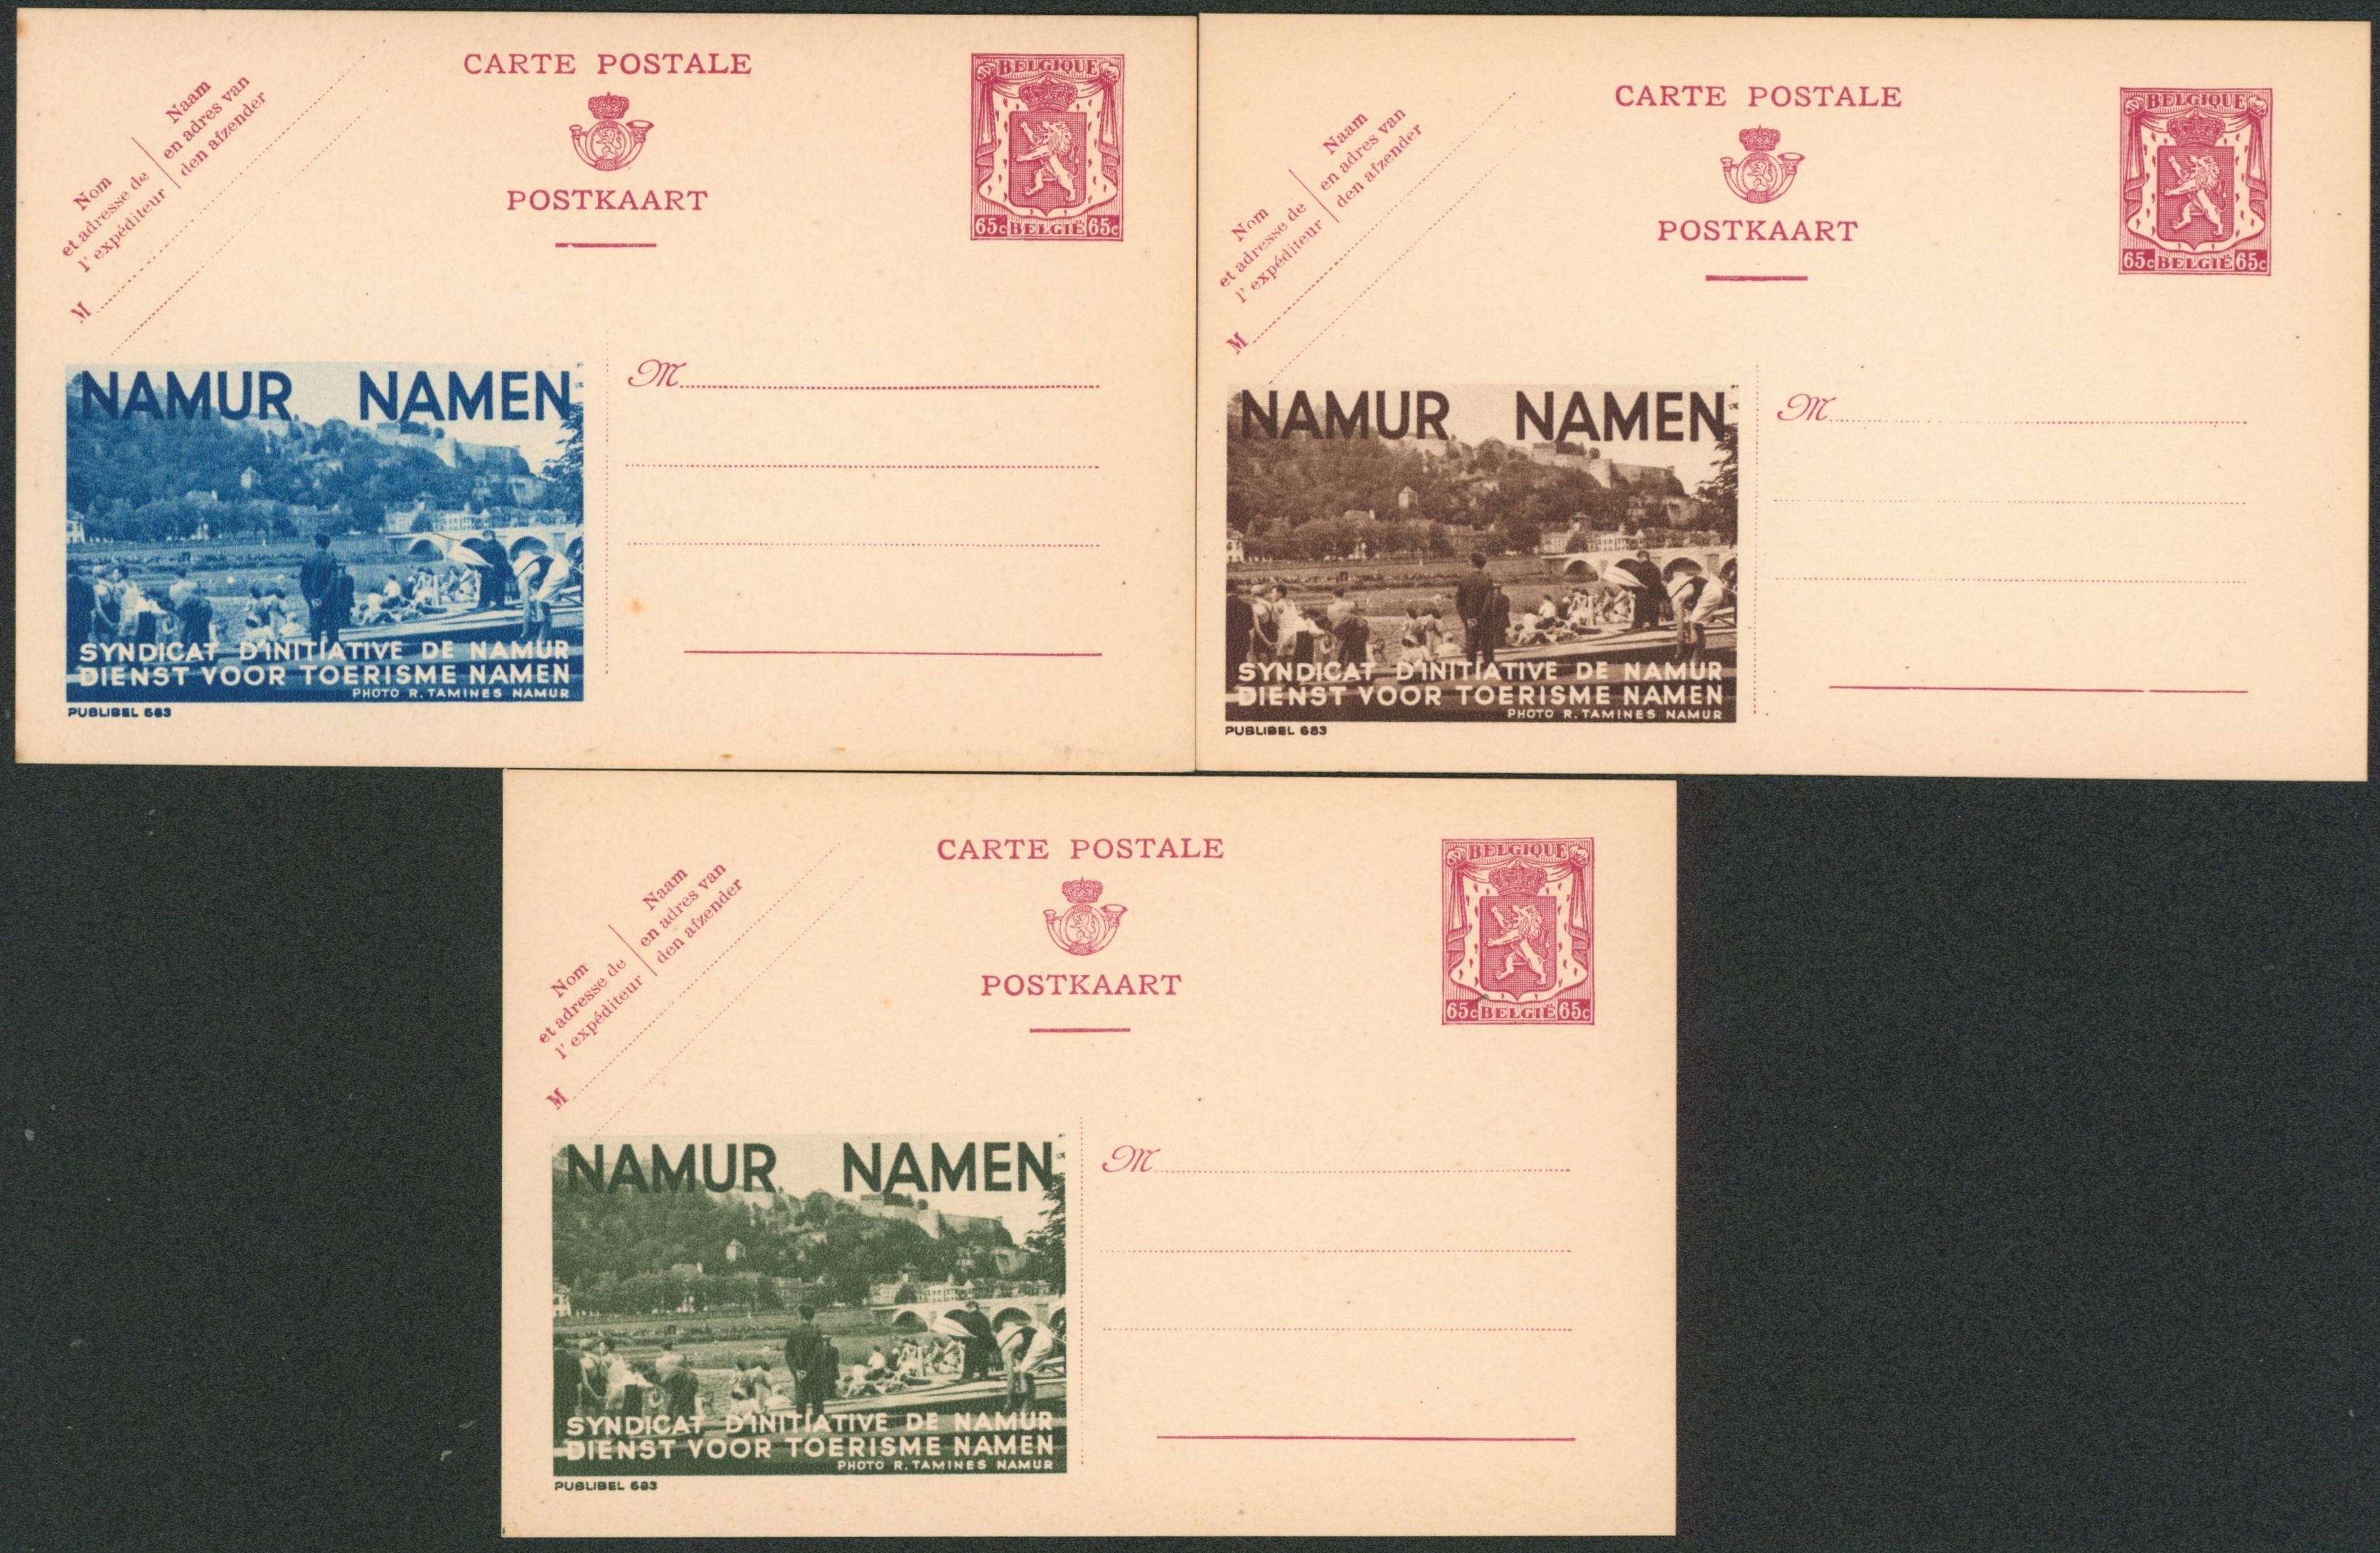 CARTE POSTALE
POSTKAART
Nom
et adresse de
l' expéditeur
Naam
en adres van
den afzender
M
BELGIQUE
65c BELGIË 65c
NAMUR NAMEN
SYNDICAT D'INITIATIVE DE NAMUR
DIENST VOOR TOERISME NAMEN
PHOTO R. TAMINES NAMUR
PUBLIBEL 683
M
CARTE POSTALE
POSTKAART
Nom
et adresse de
l' expéditeur
Naam
en adres van
den afzender
M
BELGIQUE
65c BELGIË 65c
NAMUR NAMEN
SYNDICAT D'INITIATIVE DE NAMUR
DIENST VOOR TOERISME NAMEN
PHOTO R. TAMINES NAMUR
PUBLIBEL 683
M
CARTE POSTALE
POSTKAART
Nom
et adresse de
l' expéditeur
Naam
en adres van
den afzender
M
BELGIQUE
65c BELGIË 65c
NAMUR NAMEN
SYNDICAT D'INITIATIVE DE NAMUR
DIENST VOOR TOERISME NAMEN
PHOTO R. TAMINES NAMUR
PUBLIBEL 683
M